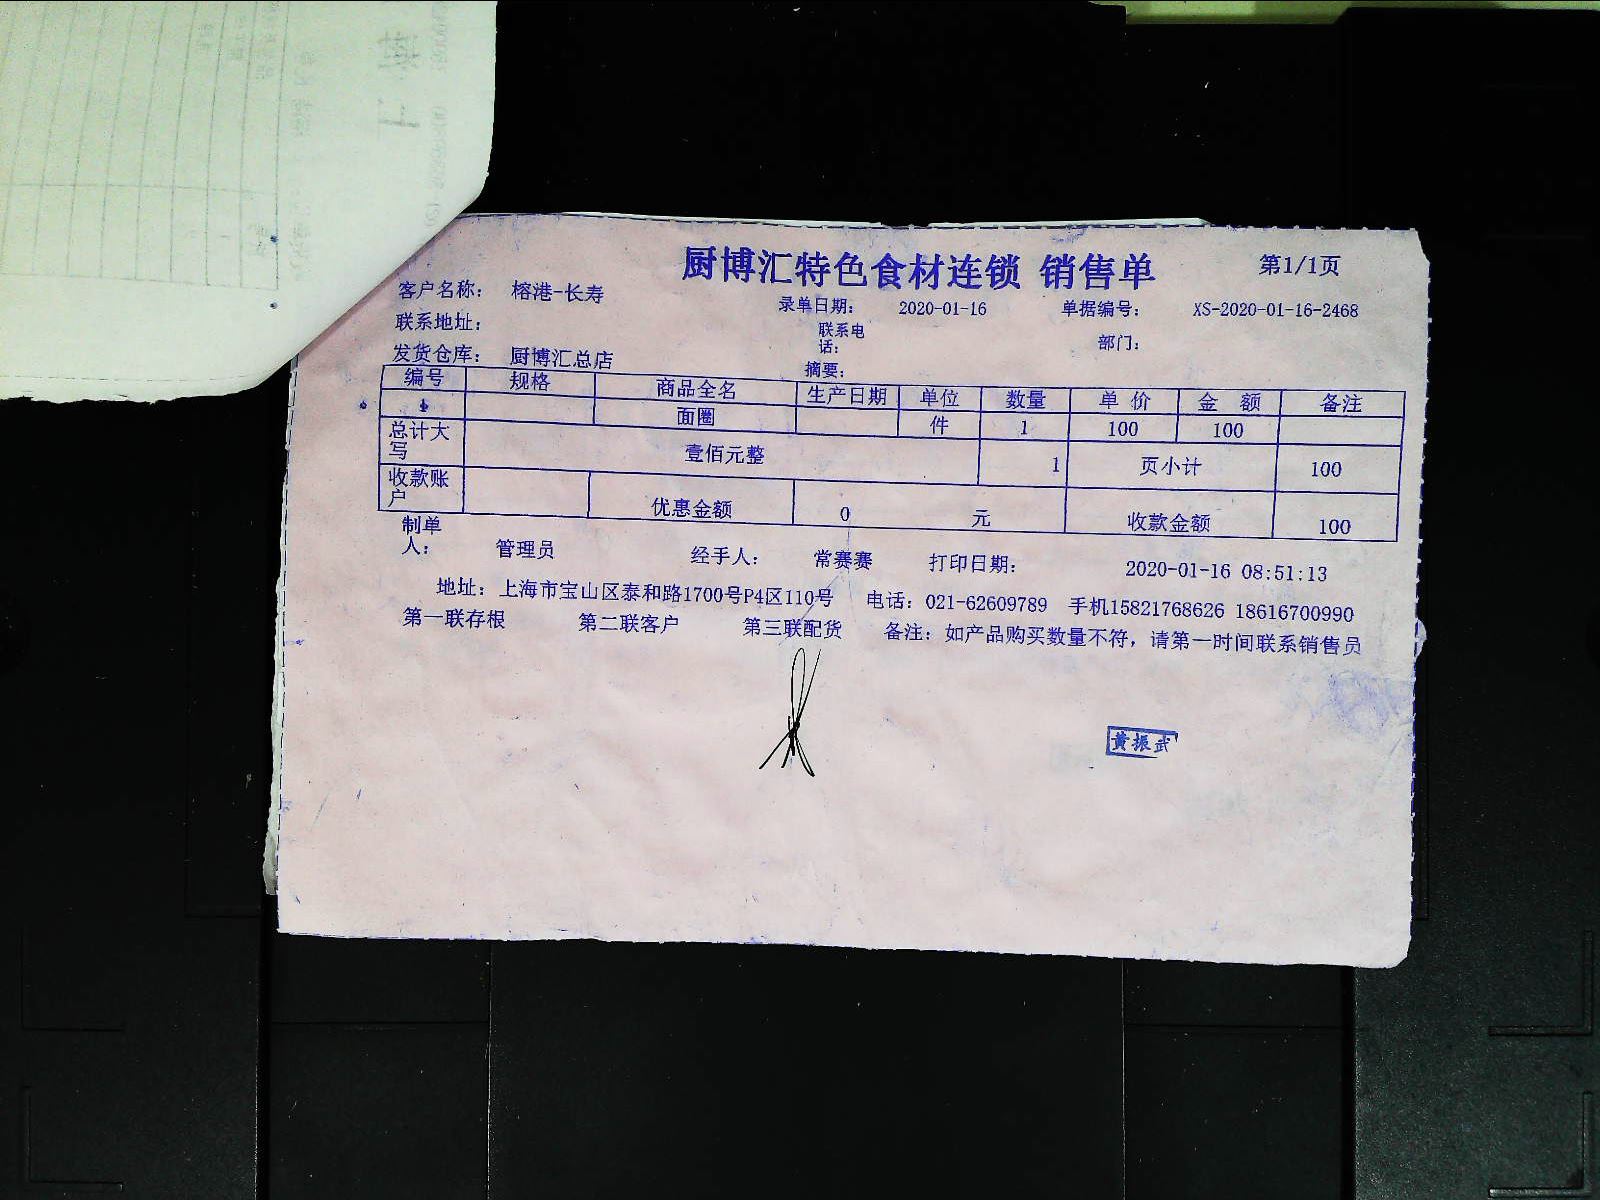 厨博汇特色食材连锁 销售单 第1/1页
客户名称： 榕港-长寿 录单日期： 2020-01-16 单据编号： XS-2020-01-16-2468
联系地址： 联系电话： 部门：
发货仓库： 厨博汇总店 摘要：
编号 规格 商品全名 生产日期 单位 数量 单价 金额 备注
1 面圈 件 1 100 100
总计大写 壹佰元整 1 页小计 100
收款账户 优惠金额 0 元 收款金额 100
制单人： 管理员 经手人： 常赛赛 打印日期： 2020-01-16 08:51:13
地址：上海市宝山区泰和路1700号P4区110号 电话：021-62609789 手机15821768626 18616700990
第一联存根 第二联客户 第三联配货 备注：如产品购买数量不符，请第一时间联系销售员
黄振武